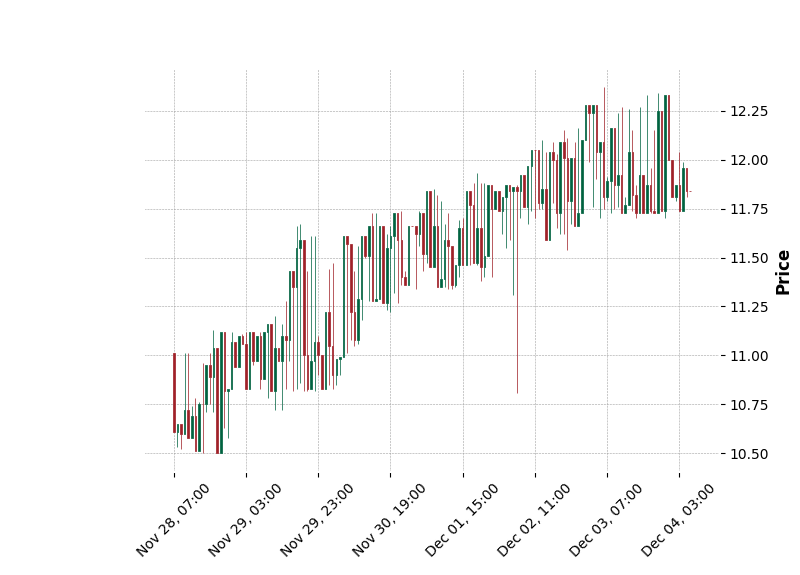 12.25
12.00
11.75
11.50
11.25
11.00
10.75
10.50
Price
Nov 28, 07:00
Nov 29, 03:00
Nov 29, 23:00
Nov 30, 19:00
Dec 01, 15:00
Dec 02, 11:00
Dec 03, 07:00
Dec 04, 03:00